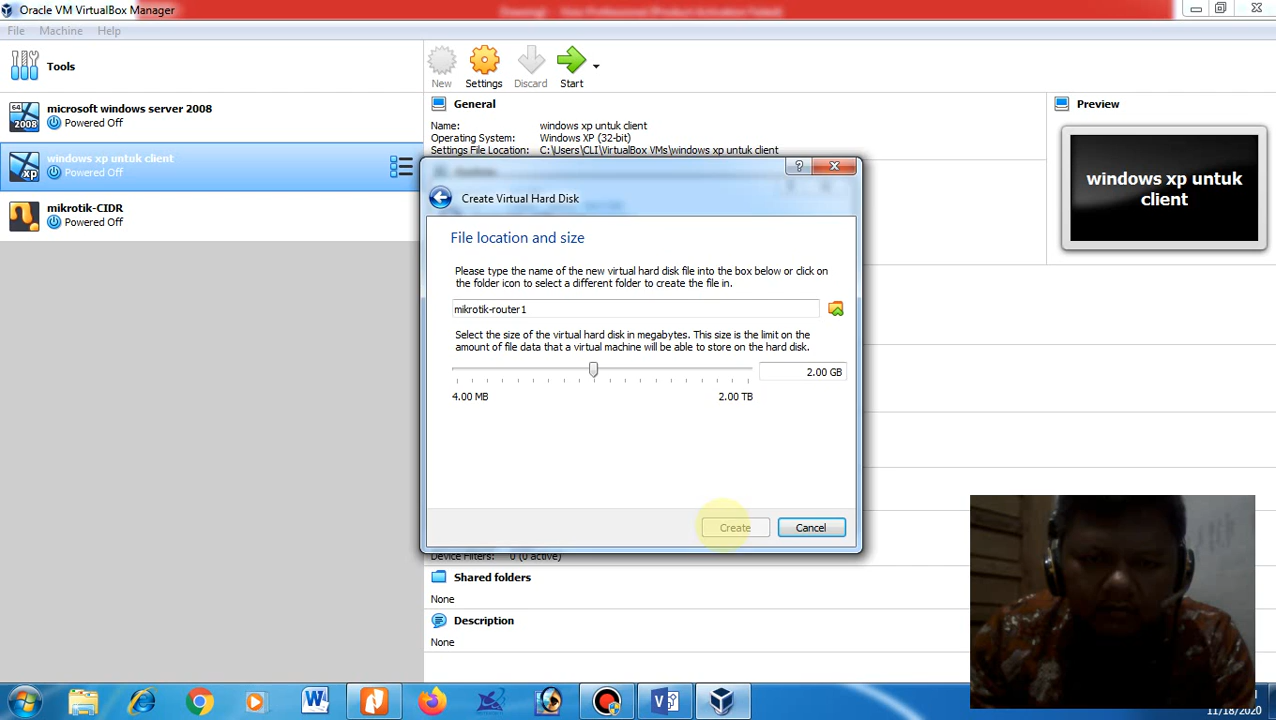 Oracle VM VirtualBox Manager
File Machine Help
Tools
New Settings Discard Start
microsoft windows server 2008
Powered Off
64
2008
windows xp untuk client
Powered Off
xp
mikrotik-CIDR
Powered Off
General
Name: windows xp untuk client
Operating System: Windows XP (32-bit)
Settings File Location: C:\Users\CLI\VirtualBox VMs\windows xp untuk client
Preview
windows xp untuk
client
?
Create Virtual Hard Disk
File location and size
Please type the name of the new virtual hard disk file into the box below or click on
the folder icon to select a different folder to create the file in.
mikrotik-router1
Select the size of the virtual hard disk in megabytes. This size is the limit on the
amount of file data that a virtual machine will be able to store on the hard disk.
2.00 GB
4.00 MB 2.00 TB
Create Cancel
Device Filters: 0 (0 active)
Shared folders
None
Description
None
11/18/2020